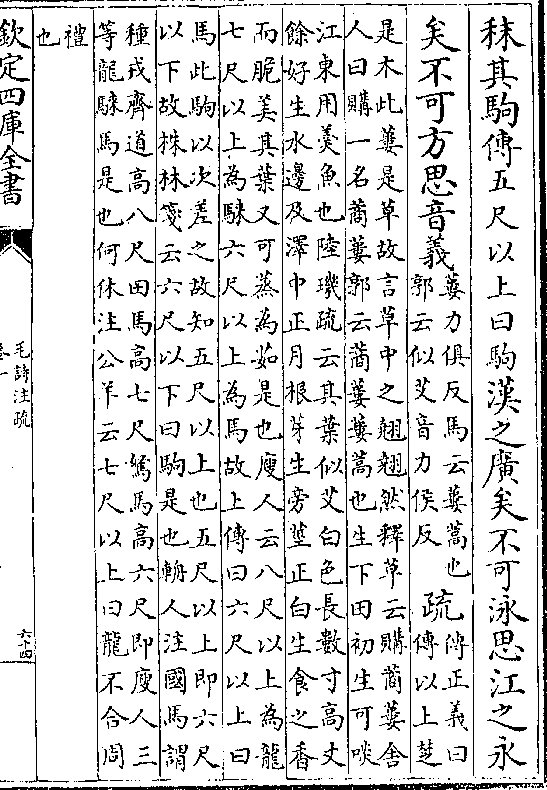 秣其駒傳五尺以上曰駒漢之廣矣不可泳思江之永
矣不可方思音義
蔞力俱反馬云蔞蒿也
郭云似艾音力侯反
疏
傳正義曰
傳以上楚
是木此蔞是草故言草中之翹翹然釋草云購蔏蔞舍
人曰購一名蔏蔞郭云蔏蔞蔞蒿也生下田初生可啖
江東用羹魚也陸璣疏云其葉似艾白色長數寸高丈
餘好生水邊及澤中正月根芽生旁莖正白生食之香
而脆美其葉又可蒸為茹是也廋人云八尺以上為龍
七尺以上為騋六尺以上為馬故上傳曰六尺以上曰
馬此駒以次差之故知五尺以上也五尺以上即六尺
以下故株林箋云六尺以下曰駒是也輈人注國馬謂
種戎齊道高八尺田馬高七尺駑馬高六尺即廋人三
等龍騋馬是也何休注公羊云七尺以上曰龍不合周
禮
也
欽定四庫全書
毛詩注疏
卷一
六十四